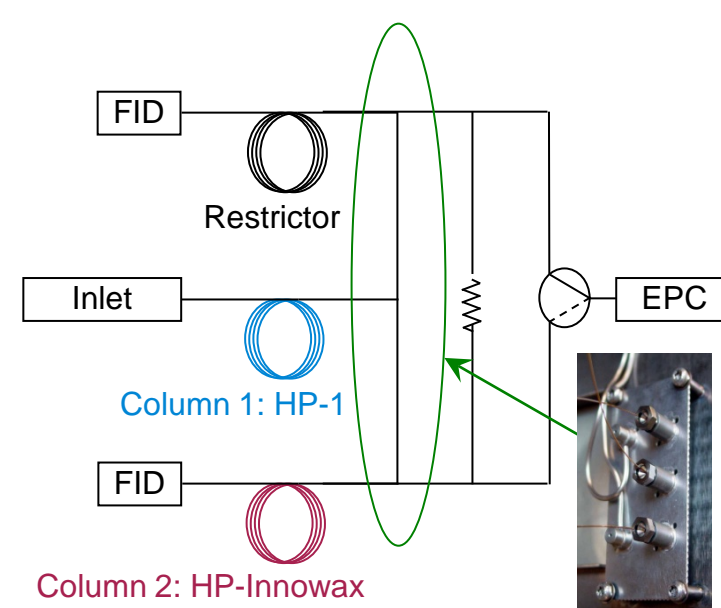 FID
Restrictor
Inlet
EPC
Column 1: HP-1
FID
Column 2: HP-Innowax